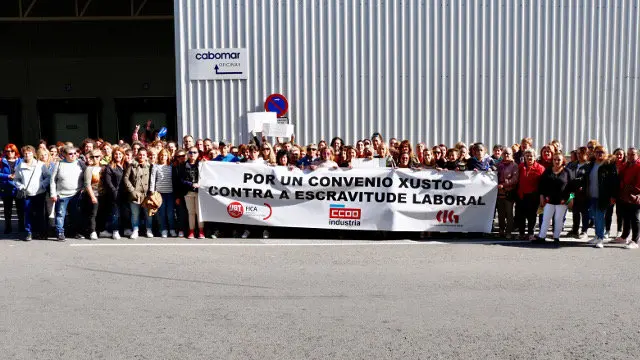 cabomar
OFICINAS
POR UN CONVENIO XUSTO
CONTRA A ESCRAVITUDE LABORAL
UGT FICA
CCOO
industria
CIG